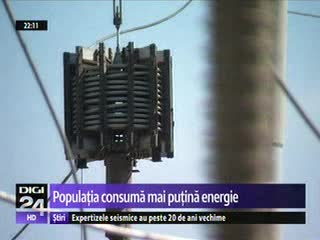 22:11
DIGI
24
HD
Populația consumă mai puțină energie
Știri
Expertizele seismice au peste 20 de ani vechime